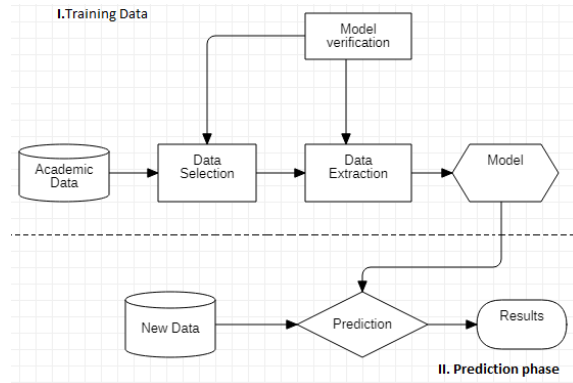 I.Training Data
Model
verification
Academic
Data
Data
Selection
Data
Extraction
Model
New Data
Prediction
Results
II. Prediction phase